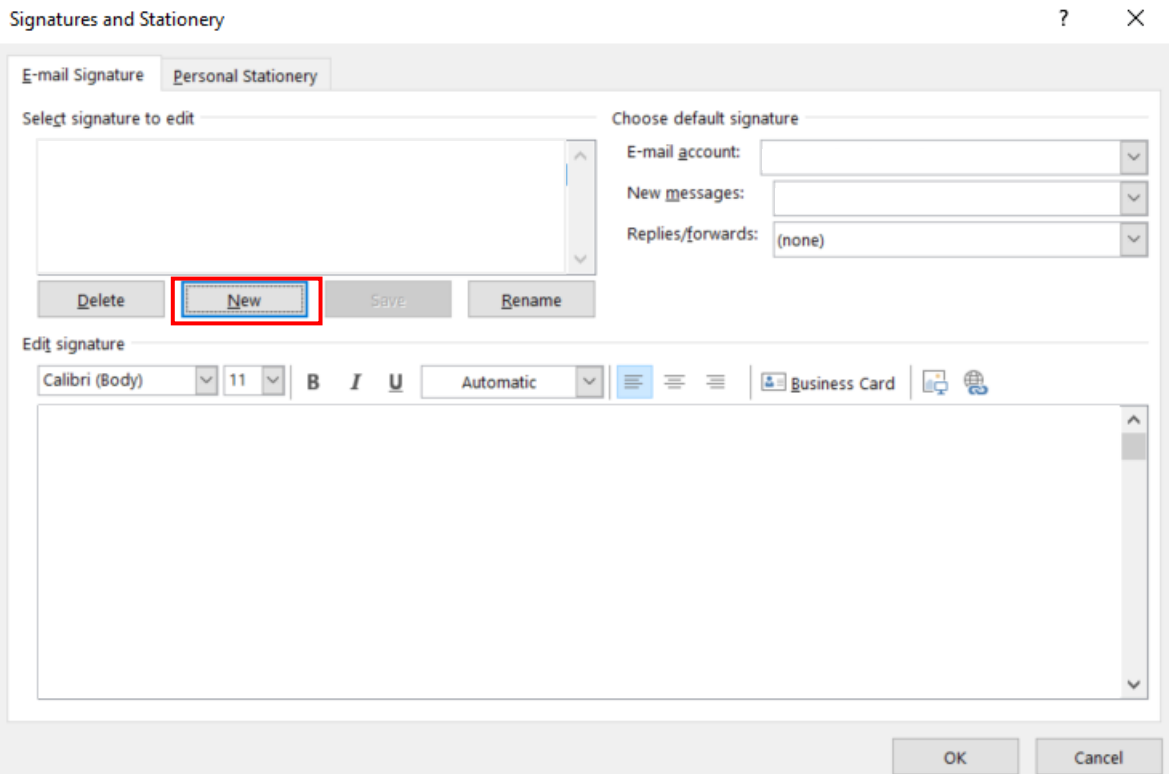 Signatures and Stationery ?
E-mail Signature Personal Stationery
Select signature to edit Choose default signature
E-mail account:
New messages:
Replies/forwards: (none)
Delete New Save Rename
Edit signature
Calibri (Body) 11 B I U Automatic Business Card
OK Cancel